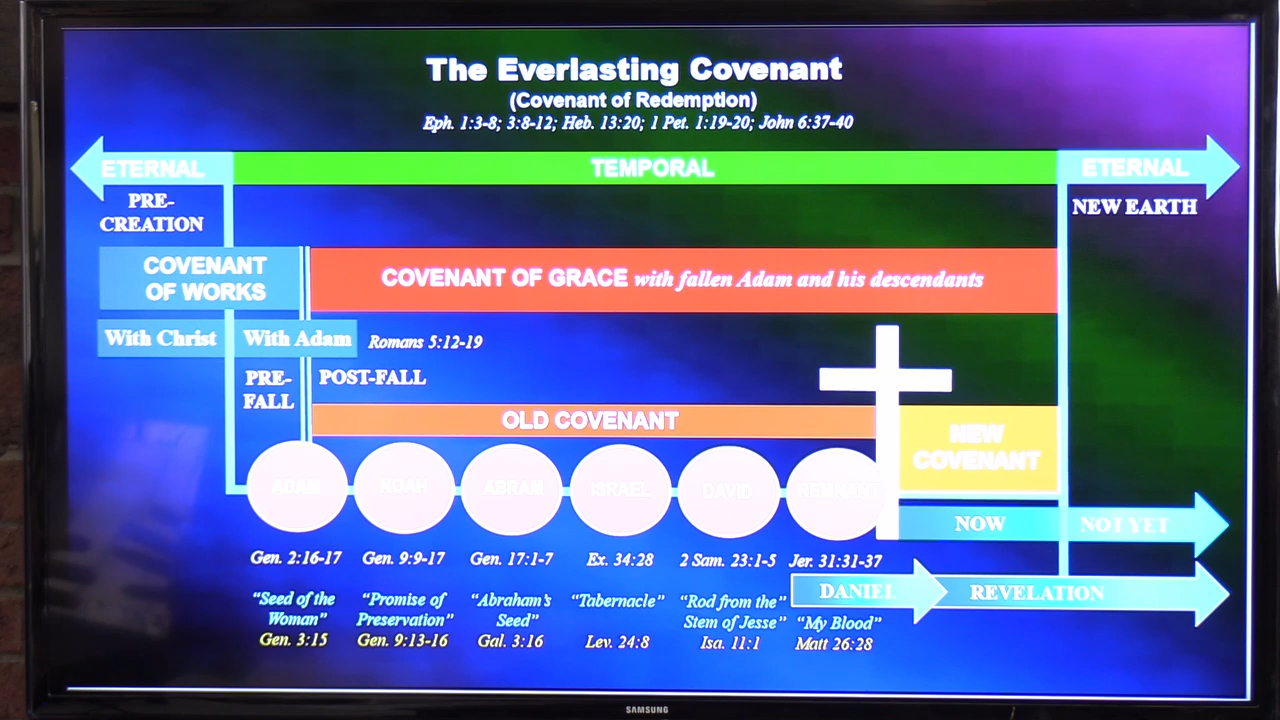 The Everlasting Covenant
(Covenant of Redemption)
Eph. 1:3-8; 3:8-12; Heb. 13:20; 1 Pet. 1:19-20; John 6:37-40
ETERNAL
TEMPORAL
ETERNAL
PRE-
CREATION
NEW EARTH
COVENANT
OF WORKS
COVENANT OF GRACE with fallen Adam and his descendants
With Christ
With Adam
Romans 5:12-19
PRE-
FALL
POST-FALL
OLD COVENANT
NEW
COVENANT
ADAM
NOAH
ABRAM
ISRAEL
DAVID
REMNANT
NOW
NOT YET
Gen. 2:16-17
Gen. 9:9-17
Gen. 17:1-7
Ex. 34:28
2 Sam. 23:1-5
Jer. 31:31-37
DANIEL
REVELATION
“Seed of the
Woman”
Gen. 3:15
“Promise of
Preservation”
Gen. 9:13-16
“Abraham’s
Seed”
Gal. 3:16
“Tabernacle”
Lev. 24:8
“Rod from the”
Stem of Jesse”
Isa. 11:1
“My Blood”
Matt 26:28
SAMSUNG